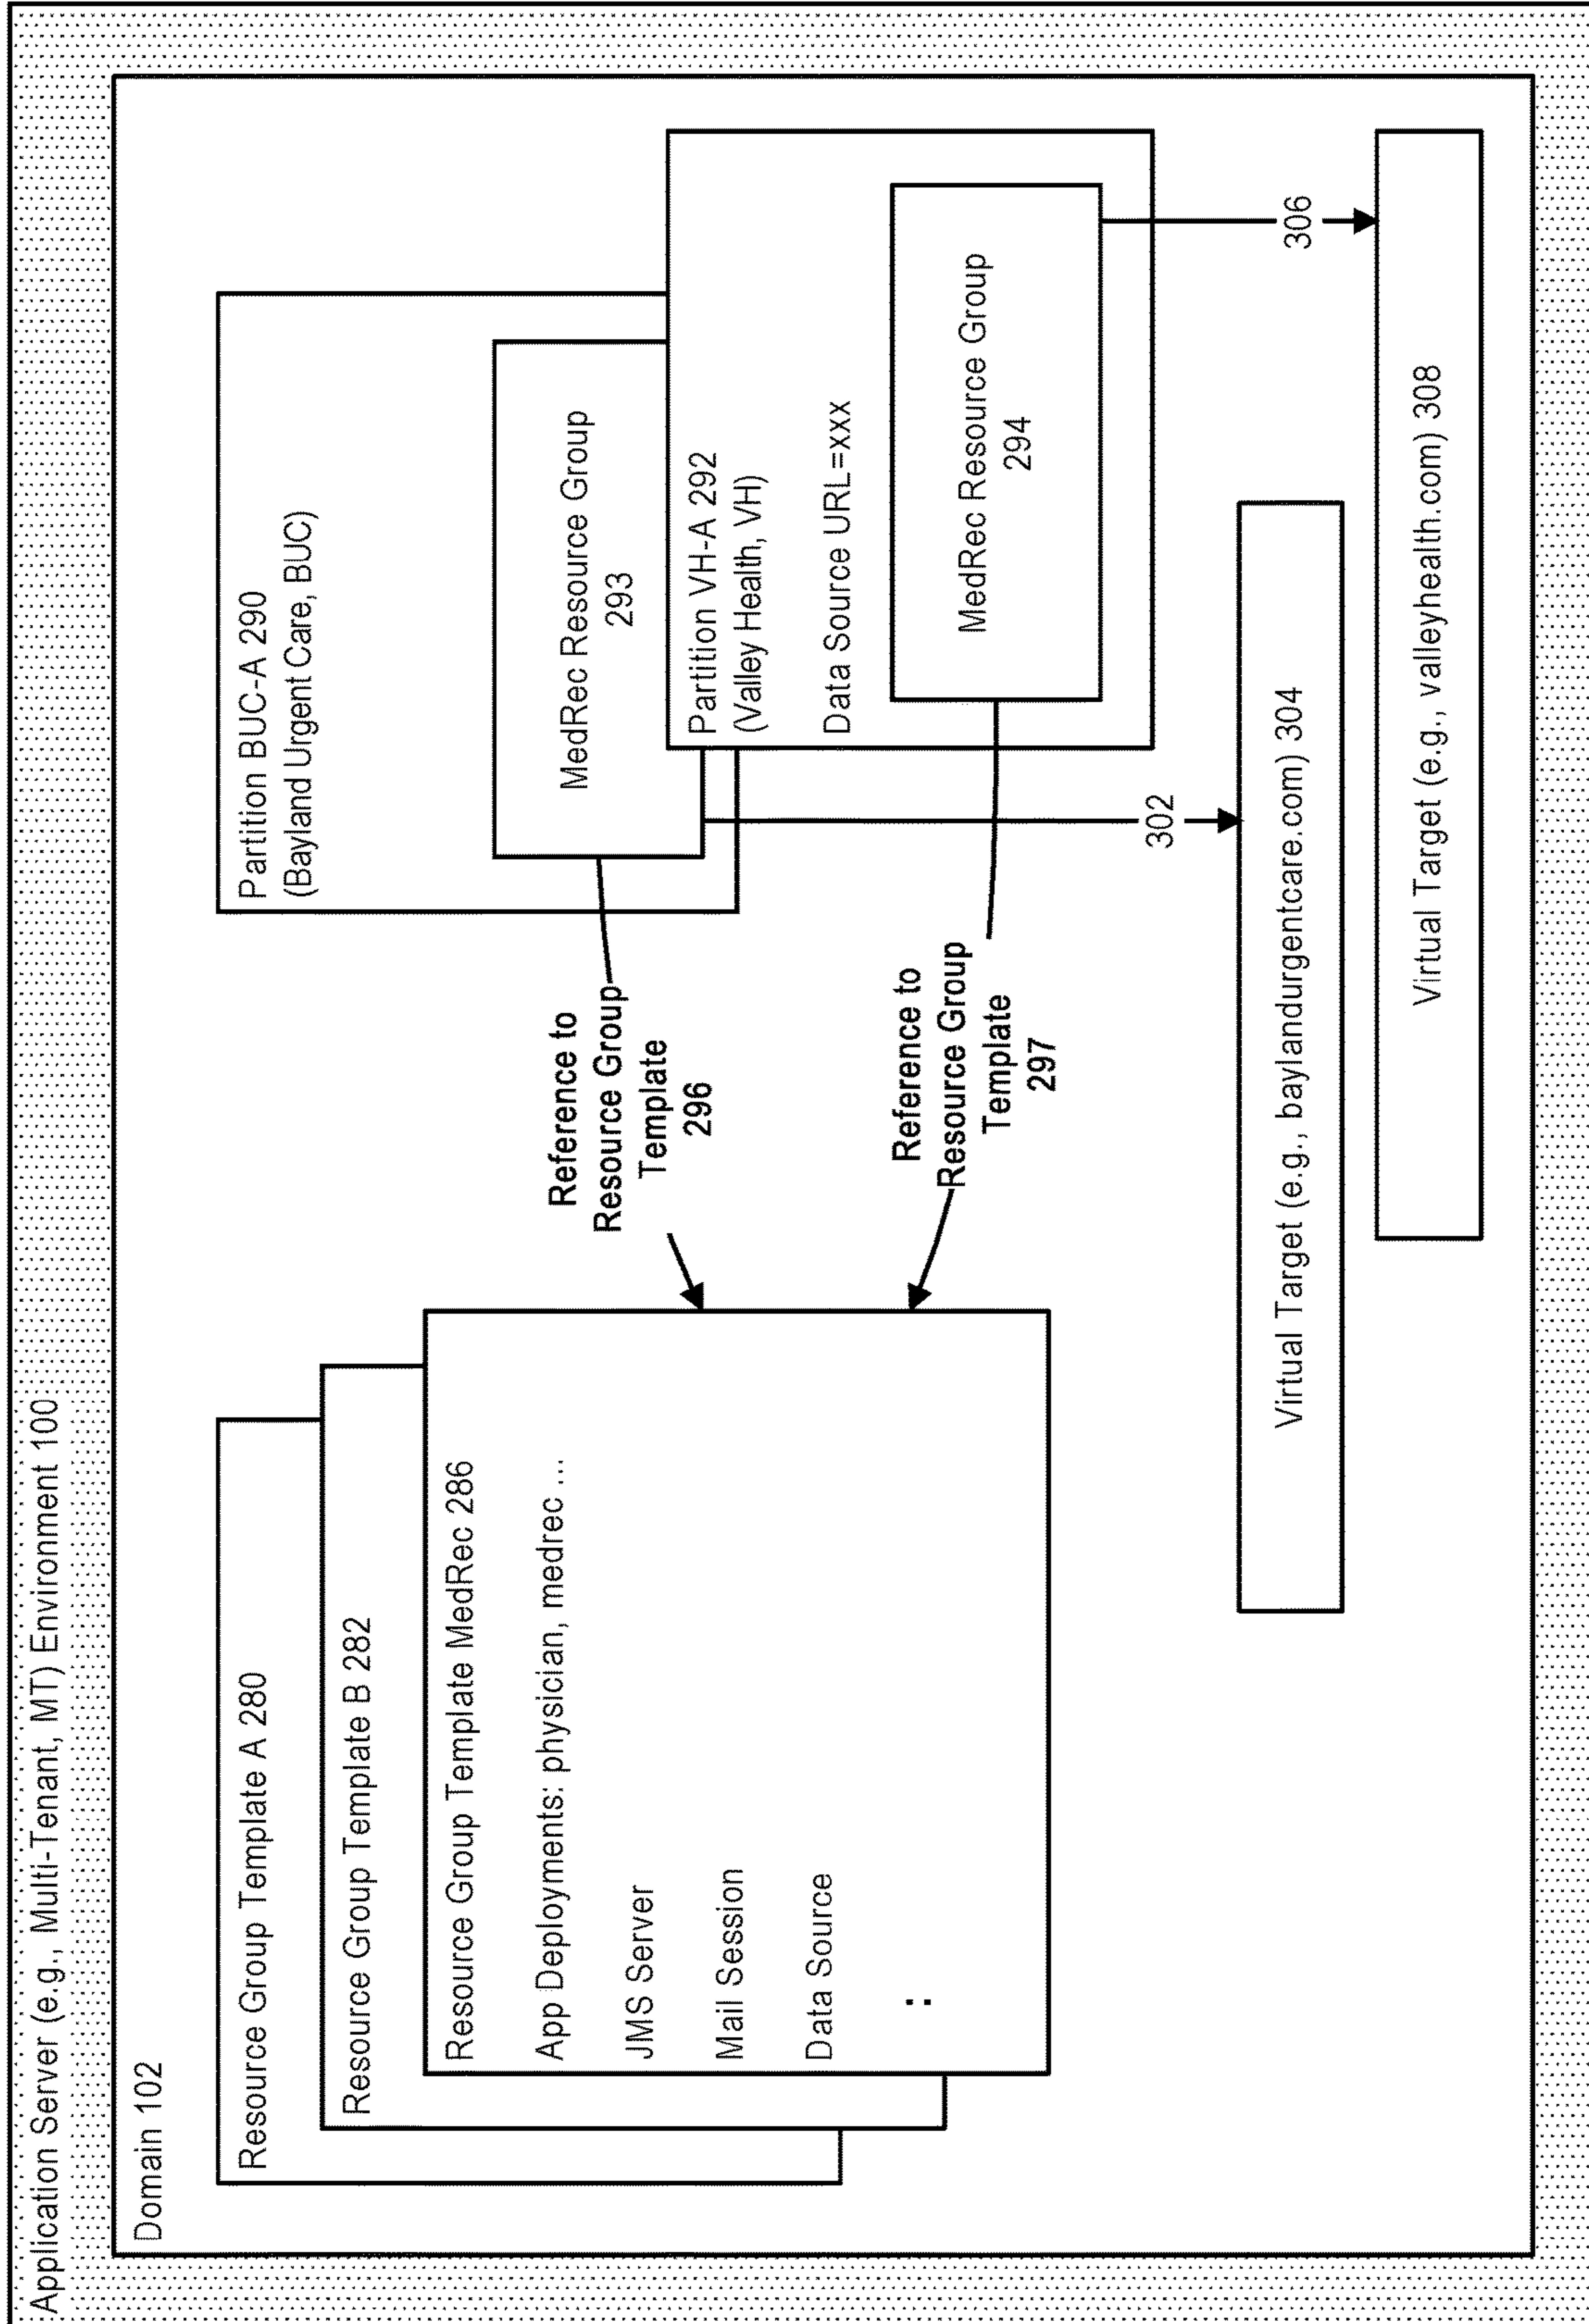 Application Server (e.g., Multi-Tenant, MT) Environment 100
Domain 102
Resource Group Template A 280
Resource Group Template B 282
Resource Group Template MedRec 286
App Deployments: physician, medrec ...
JMS Server
Mail Session
Data Source
:
Reference to
Resource Group
Template
296
Reference to
Resource Group
Template
297
Partition BUC-A 290
(Bayland Urgent Care, BUC)
MedRec Resource Group
293
Partition VH-A 292
(Valley Health, VH)
Data Source URL=xxx
MedRec Resource Group
294
302
306
Virtual Target (e.g., baylandurgentcare.com) 304
Virtual Target (e.g., valleyhealth.com) 308